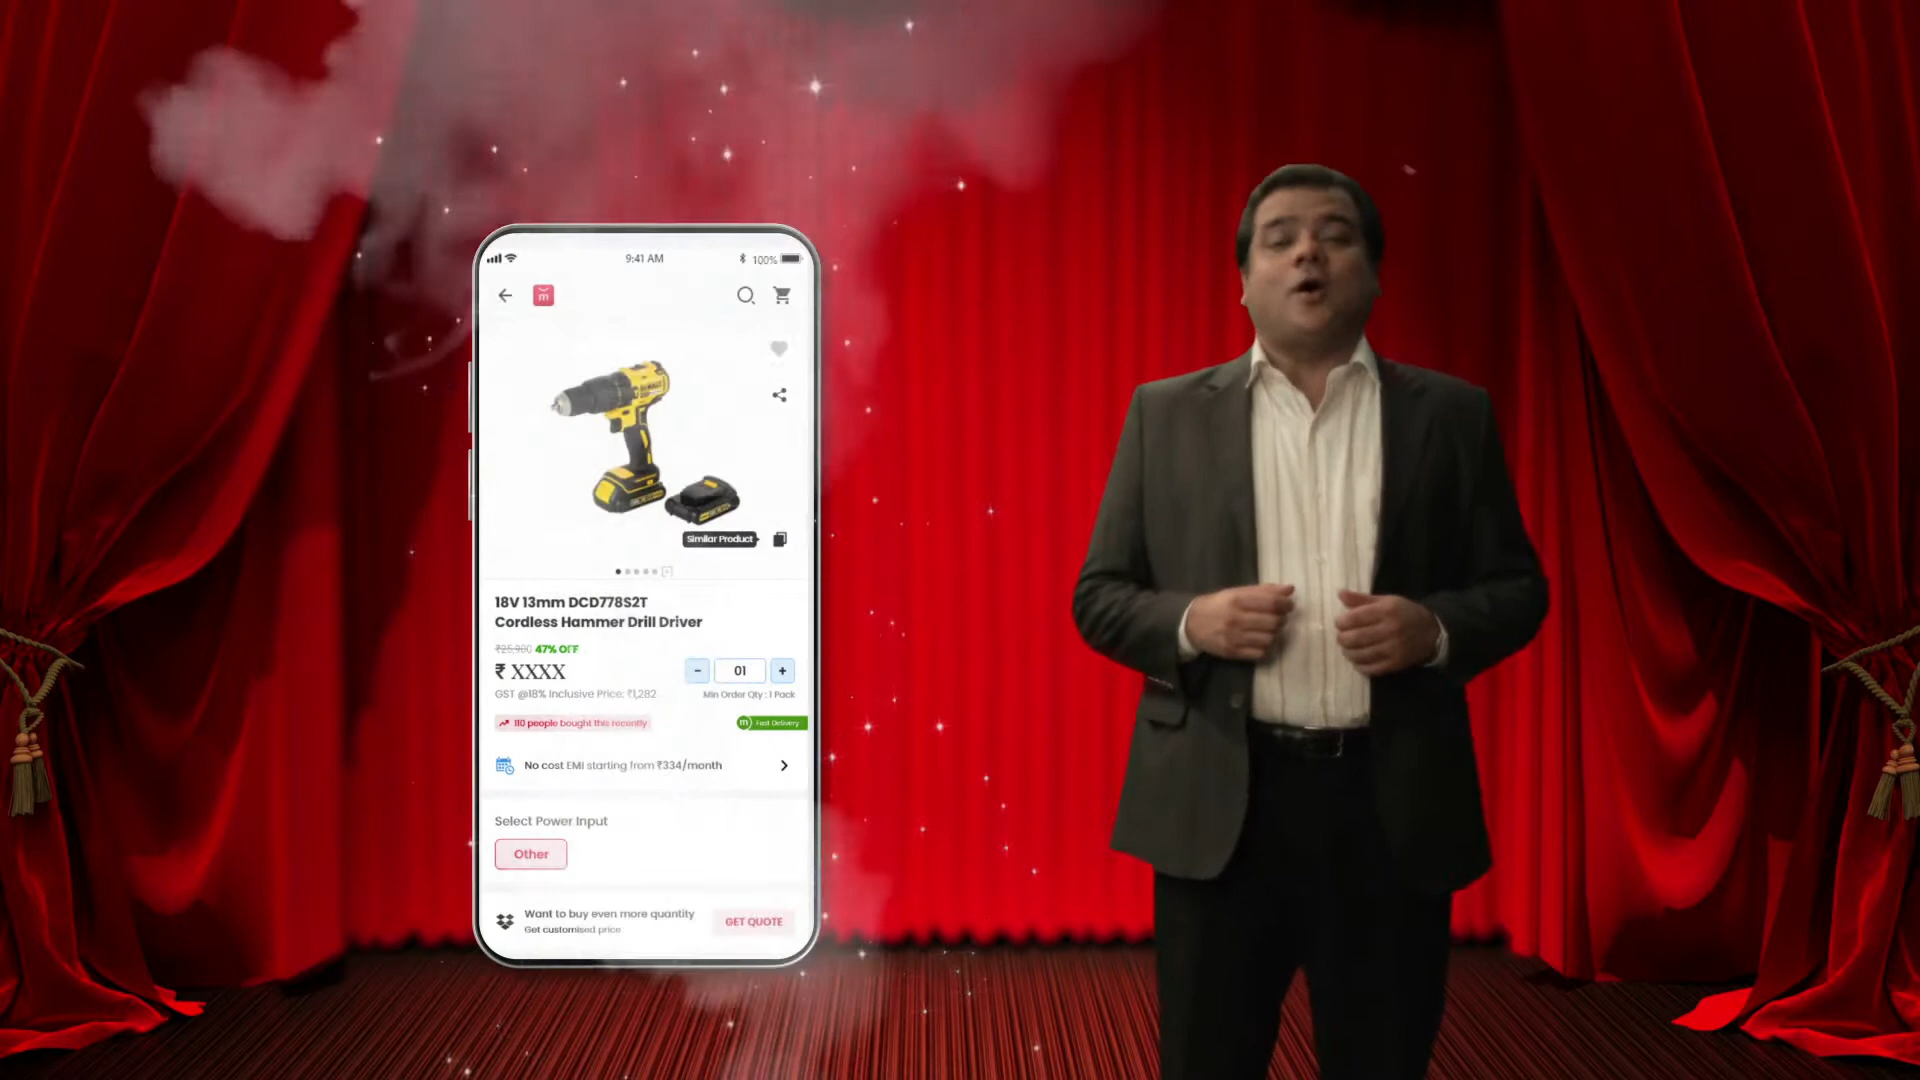 9:41 AM
100%
m
DEWALT
Similar Product
18V 13mm DCD778S2T
Cordless Hammer Drill Driver
₹25,900 47% OFF
₹ XXXX
- 01 +
GST @18% Inclusive Price: ₹1,282
Min Order Qty : 1 Pack
110 people bought this recently
m Fast Delivery
No cost EMI starting from ₹334/month
Select Power Input
Other
Want to buy even more quantity
Get customised price
GET QUOTE